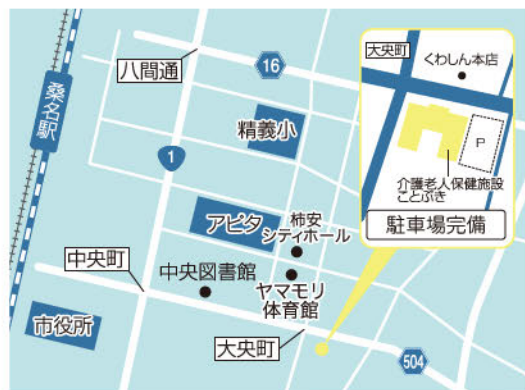 八間通
16
大央町
くわしん本店
P
介護老人保健施設
ことぶき
駐車場完備
桑名駅
精義小
1
アピタ
柿安
シティホール
中央町
中央図書館
ヤマモリ
体育館
市役所
大央町
504